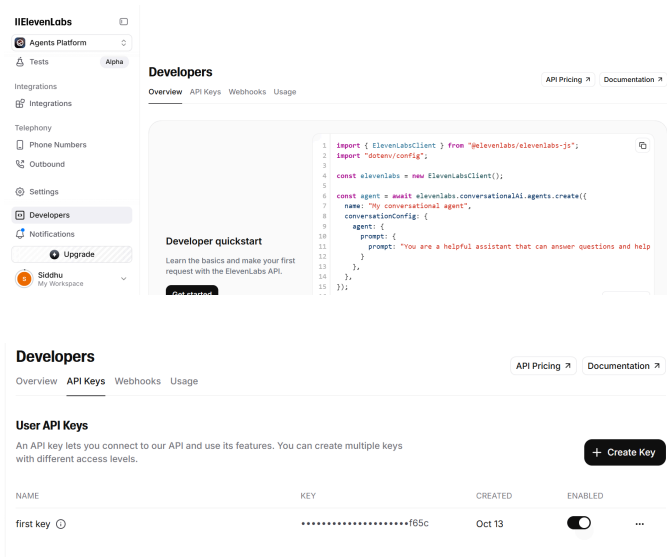 IIElevenLabs
Agents Platform
Tests Alpha
Integrations
Integrations
Telephony
Phone Numbers
Outbound
Settings
Developers
Notifications
Upgrade
S
Siddhu
My Workspace
Developers
API Pricing ↗ Documentation ↗
Overview API Keys Webhooks Usage
Developer quickstart
Learn the basics and make your first
request with the ElevenLabs API.
Get started
1 import { ElevenLabsClient } from "@elevenlabs/elevenlabs-js";
2 import "dotenv/config";
3
4 const elevenlabs = new ElevenLabsClient();
5
6 const agent = await elevenlabs.conversationalAi.agents.create({
7 name: "My conversational agent",
8 conversationConfig: {
9 agent: {
10 prompt: {
11 prompt: "You are a helpful assistant that can answer questions and help
12 }
13 },
14 },
15 });
Developers
API Pricing ↗ Documentation ↗
Overview API Keys Webhooks Usage
User API Keys
An API key lets you connect to our API and use its features. You can create multiple keys
with different access levels.
+ Create Key
NAME KEY CREATED ENABLED
first key •••••••••••••••••••••f65c Oct 13 ...